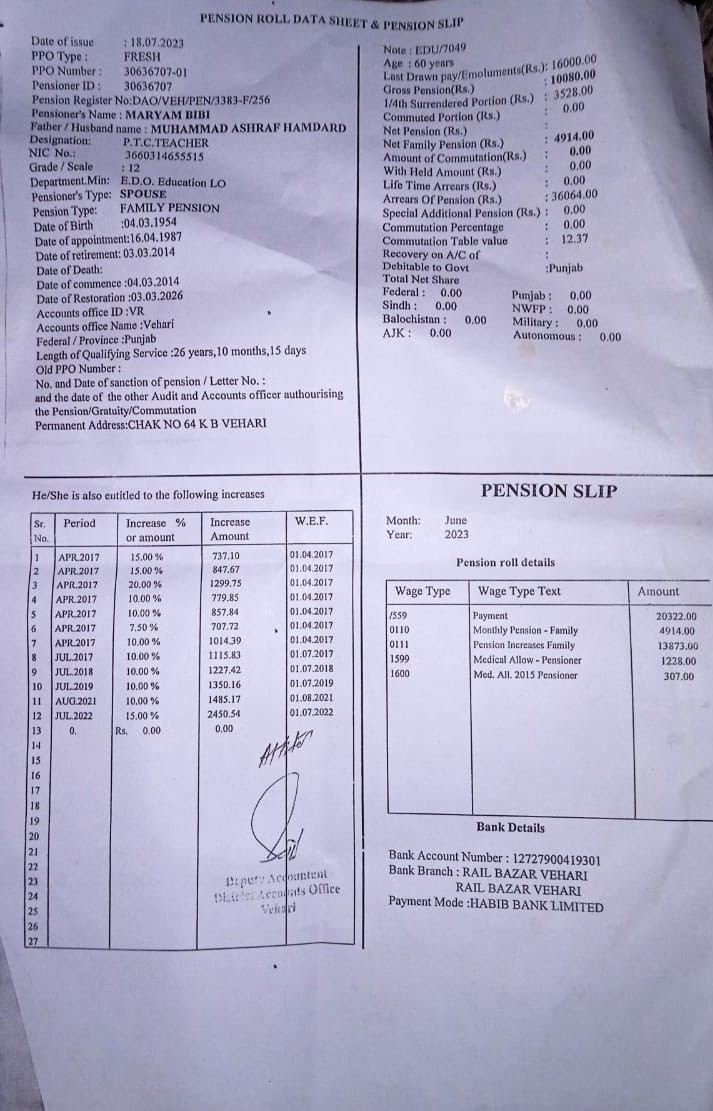 PENSION ROLL DATA SHEET & PENSION SLIP
Date of issue : 18.07.2023
PPO Type : FRESH
PPO Number : 30636707-01
Pensioner ID : 30636707
Pension Register No:DAO/VEH/PEN/3383-F/256
Pensioner's Name : MARYAM BIBI
Father / Husband name : MUHAMMAD ASHRAF HAMDARD
Designation: P.T.C.TEACHER
NIC No.: 3660314655515
Grade / Scale : 12
Department.Min: E.D.O. Education LO
Pensioner's Type: SPOUSE
Pension Type: FAMILY PENSION
Date of Birth :04.03.1954
Date of appointment:16.04.1987
Date of retirement: 03.03.2014
Date of Death:
Date of commence :04.03.2014
Date of Restoration :03.03.2026
Accounts office ID :VR
Accounts office Name :Vehari
Federal / Province :Punjab
Length of Qualifying Service :26 years,10 months,15 days
Old PPO Number :
No. and Date of sanction of pension / Letter No. :
and the date of the other Audit and Accounts officer authourising
the Pension/Gratuity/Commutation
Permanent Address:CHAK NO 64 K B VEHARI
Note : EDU/7049
Age : 60 years
Last Drawn pay/Emoluments(Rs.): 16000.00
Gross Pension(Rs.) : 10080.00
1/4th Surrendered Portion (Rs.) : 3528.00
Commuted Portion (Rs.) 0.00
Net Pension (Rs.) :
Net Family Pension (Rs.) : 4914.00
Amount of Commutation(Rs.) : 0.00
With Held Amount (Rs.) : 0.00
Life Time Arrears (Rs.) : 0.00
Arrears Of Pension (Rs.) : 36064.00
Special Additional Pension (Rs.) : 0.00
Commutation Percentage : 0.00
Commutation Table value : 12.37
Recovery on A/C of :
Debitable to Govt :Punjab
Total Net Share
Federal : 0.00 Punjab : 0.00
Sindh : 0.00 NWFP : 0.00
Balochistan : 0.00 Military : 0.00
AJK : 0.00 Autonomous : 0.00
He/She is also entitled to the following increases
Sr. No. Period Increase % or amount Increase Amount W.E.F.
1 APR.2017 15.00 % 737.10 01.04.2017
2 APR.2017 15.00 % 847.67 01.04.2017
3 APR.2017 20.00 % 1299.75 01.04.2017
4 APR.2017 10.00 % 779.85 01.04.2017
5 APR.2017 10.00 % 857.84 01.04.2017
6 APR.2017 7.50 % 707.72 01.04.2017
7 APR.2017 10.00 % 1014.39 01.04.2017
8 JUL.2017 10.00 % 1115.83 01.07.2017
9 JUL.2018 10.00 % 1227.42 01.07.2018
10 JUL.2019 10.00 % 1350.16 01.07.2019
11 AUG.2021 10.00 % 1485.17 01.08.2021
12 JUL.2022 15.00 % 2450.54 01.07.2022
13 0. Rs. 0.00 0.00
14
15
16
17
18
19
20
21
22
23
24
25
26
27
Deputy Accountent
District Accounts Office
Vehari
PENSION SLIP
Month: June
Year: 2023
Pension roll details
Wage Type Wage Type Text Amount
/559 Payment 20322.00
0110 Monthly Pension - Family 4914.00
0111 Pension Increases Family 13873.00
1599 Medical Allow - Pensioner 1228.00
1600 Med. All. 2015 Pensioner 307.00
Bank Details
Bank Account Number : 12727900419301
Bank Branch : RAIL BAZAR VEHARI
RAIL BAZAR VEHARI
Payment Mode :HABIB BANK LIMITED